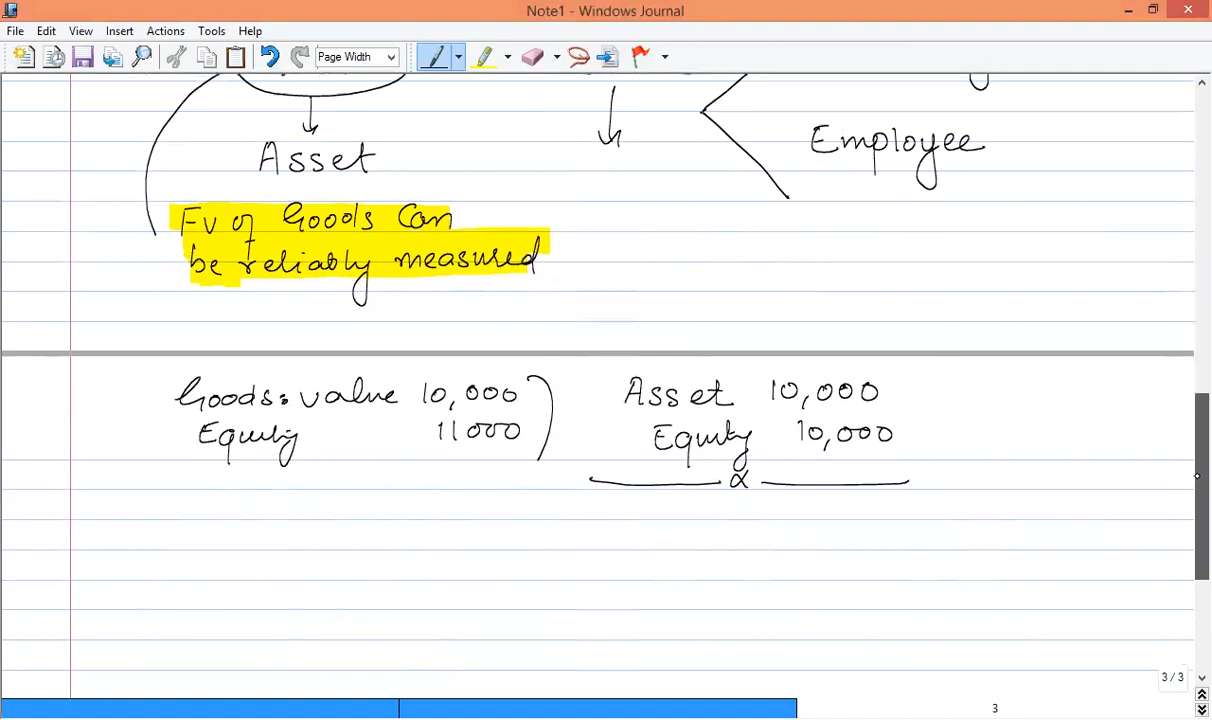 Note1 - Windows Journal
File Edit View Insert Actions Tools Help
Page Width
Asset
Employee
FV of Goods Can
be reliably measured
Goods: value 10,000
Equity 11000
Asset 10,000
Equity 10,000
3 / 3
3